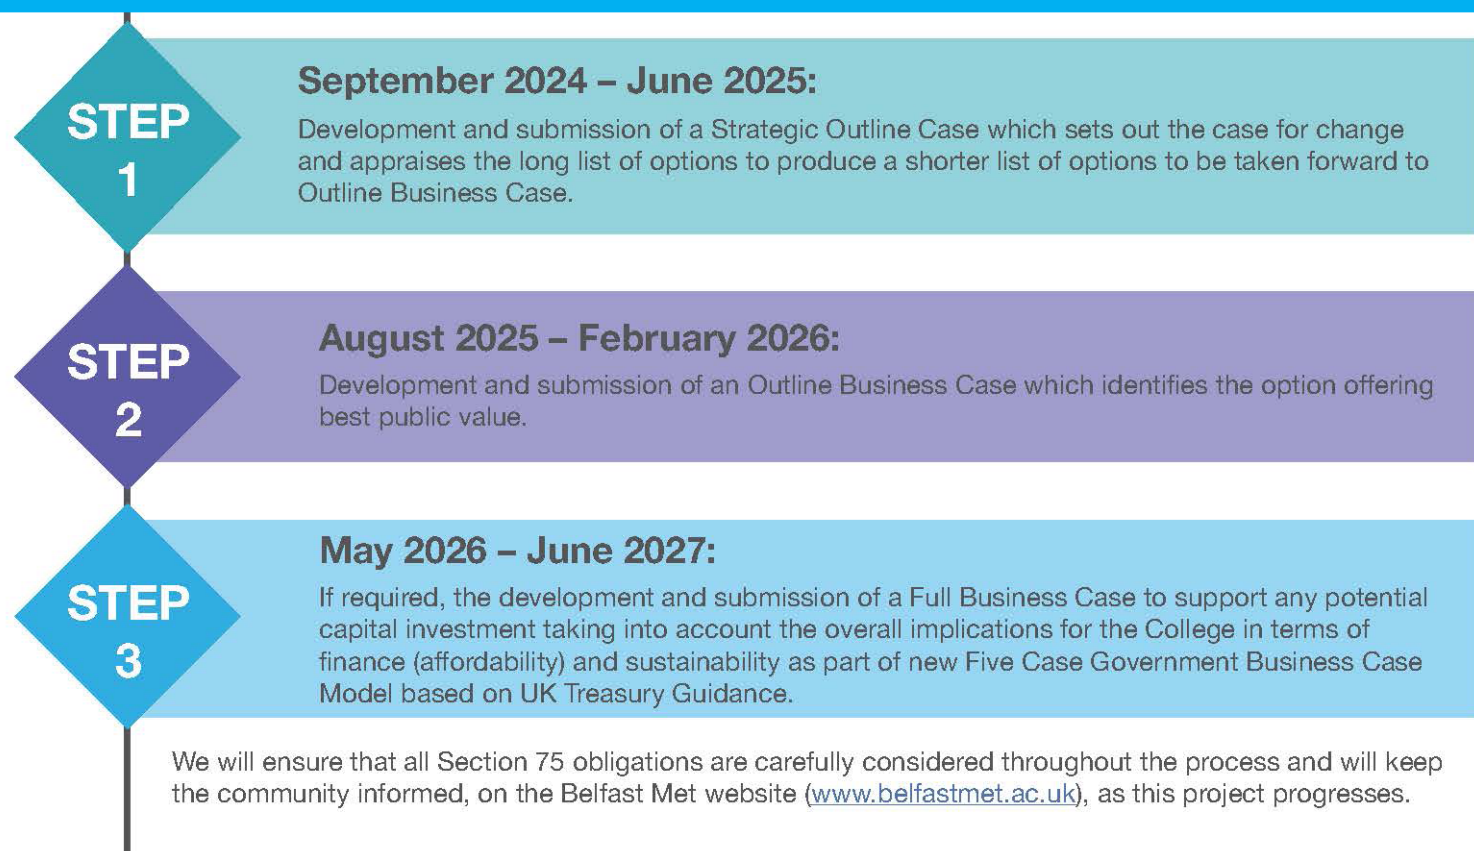 STEP
1
September 2024 – June 2025:
Development and submission of a Strategic Outline Case which sets out the case for change
and appraises the long list of options to produce a shorter list of options to be taken forward to
Outline Business Case.
STEP
2
August 2025 – February 2026:
Development and submission of an Outline Business Case which identifies the option offering
best public value.
STEP
3
May 2026 – June 2027:
If required, the development and submission of a Full Business Case to support any potential
capital investment taking into account the overall implications for the College in terms of
finance (affordability) and sustainability as part of new Five Case Government Business Case
Model based on UK Treasury Guidance.
We will ensure that all Section 75 obligations are carefully considered throughout the process and will keep
the community informed, on the Belfast Met website (www.belfastmet.ac.uk), as this project progresses.